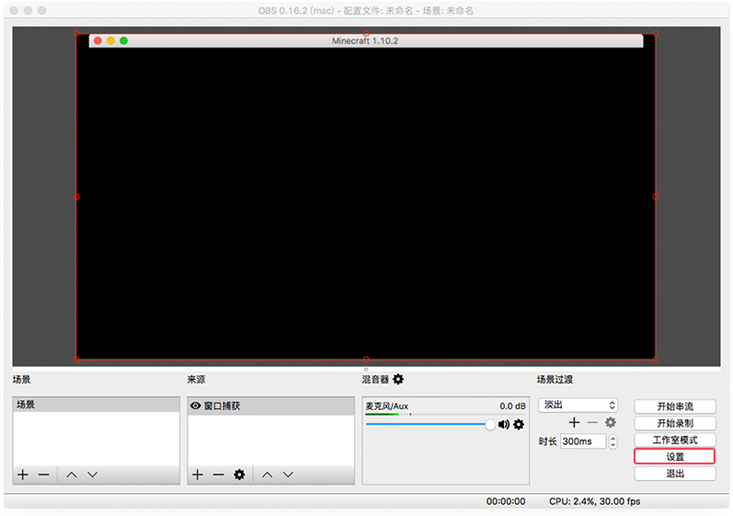 OBS 0.16.2 (mac) - 配置文件: 未命名 - 场景: 未命名
Minecraft 1.10.2
场景
来源
混音器
场景过渡
场景
窗口捕获
麦克风/Aux
0.0 dB
淡出
时长
300ms
开始串流
开始录制
工作室模式
设置
退出
00:00:00
CPU: 2.4%, 30.00 fps